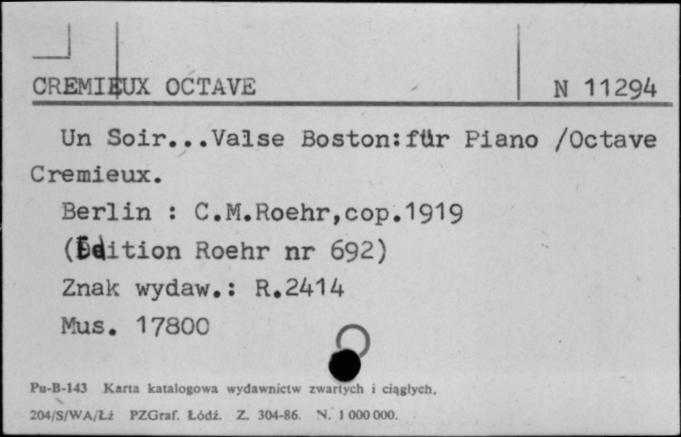 CREMIEUX OCTAVE N 11294
Un Soir...Valse Boston:für Piano /Octave
Cremieux.
Berlin : C.M.Roehr,cop.1919
(Edition Roehr nr 692)
Znak wydaw.: R.2414
Mus. 17800
Pu-B-143 Karta katalogowa wydawnictw zwartych i ciągłych.
204/S/WA/Łź PZGraf. Łódź. Z. 304-86. N. 1 000 000.